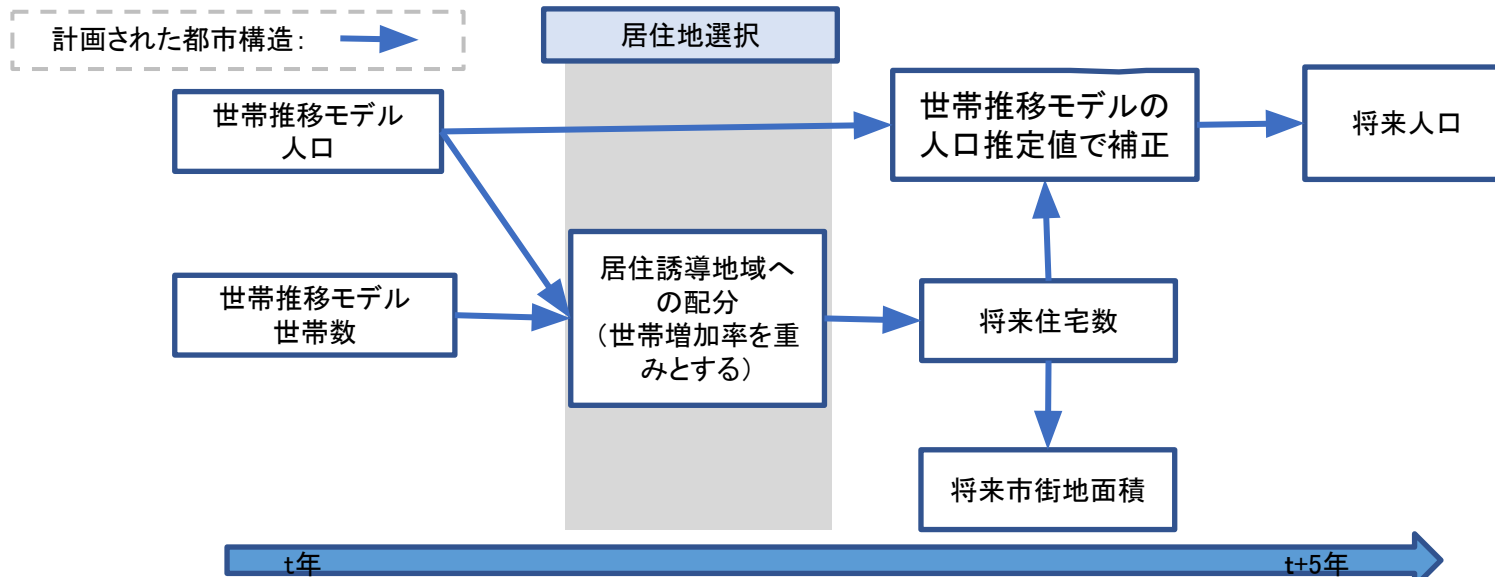 計画された都市構造：
居住地選択
世帯推移モデル
人口
世帯推移モデルの
人口推定値で補正
将来人口
世帯推移モデル
世帯数
居住誘導地域へ
の配分
（世帯増加率を重
みとする）
将来住宅数
将来市街地面積
t年
t+5年